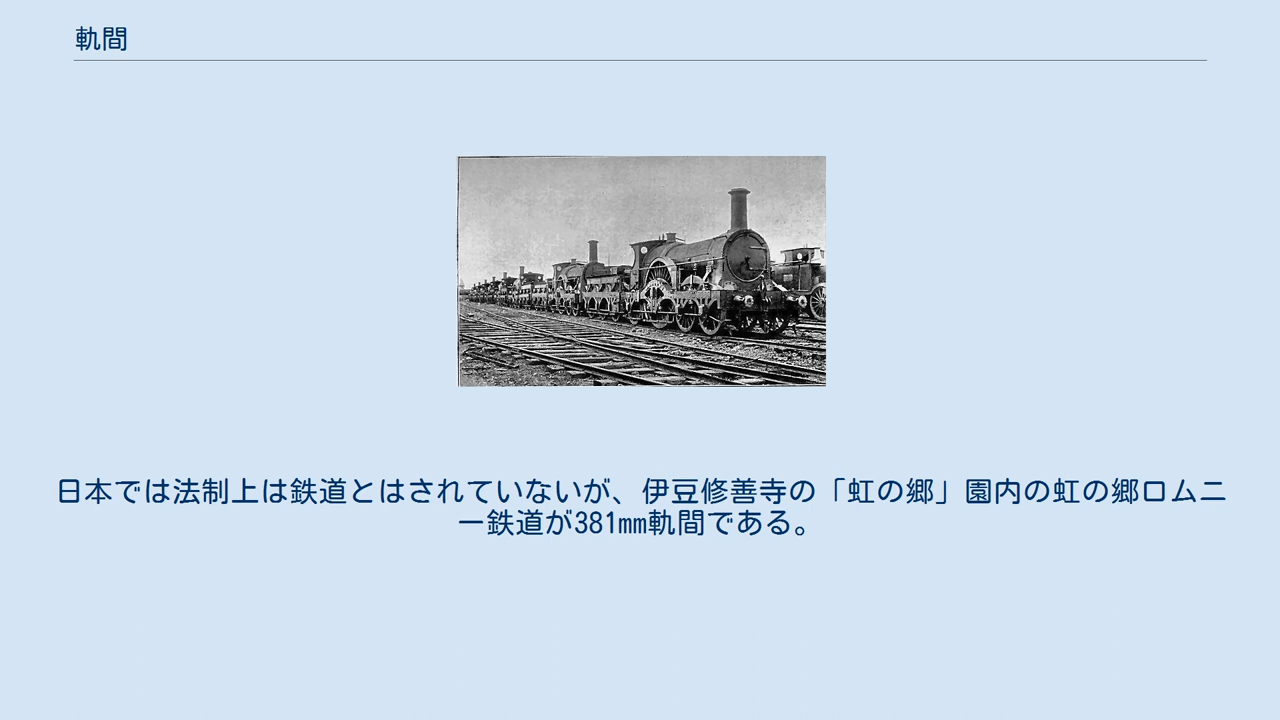 軌間
日本では法制上は鉄道とはされていないが、伊豆修善寺の「虹の郷」園内の虹の郷ロムニ
ー鉄道が381mm軌間である。